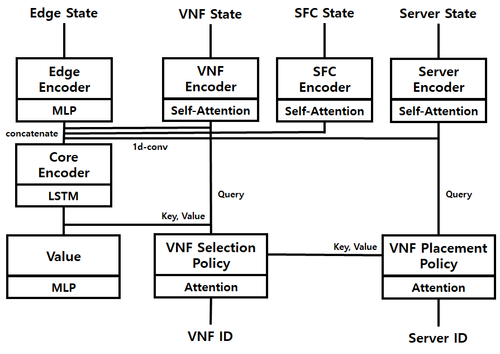 Edge State
VNF State
SFC State
Server State
Edge
Encoder
MLP
VNF
Encoder
Self-Attention
SFC
Encoder
Self-Attention
Server
Encoder
Self-Attention
concatenate
1d-conv
Core
Encoder
LSTM
Query
Query
Key, Value
Value
MLP
VNF Selection
Policy
Attention
Key, Value
VNF Placement
Policy
Attention
VNF ID
Server ID